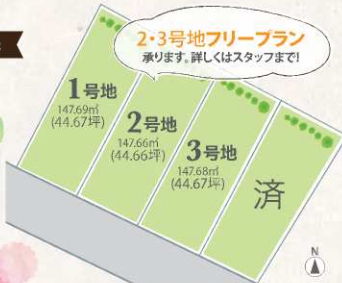 2・3号地フリープラン
承ります。詳しくはスタッフまで!
1号地
147.69㎡
(44.67坪)
2号地
147.66㎡
(44.66坪)
3号地
147.68㎡
(44.67坪)
済
N